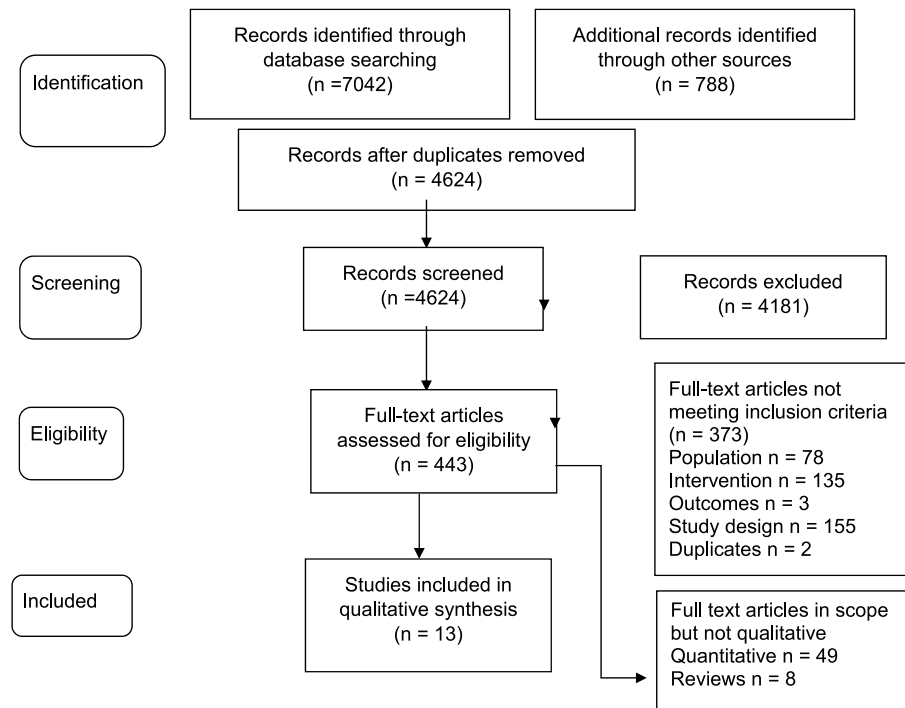 Identification
Records identified through
database searching
(n =7042)
Additional records identified
through other sources
(n = 788)
Records after duplicates removed
(n = 4624)
Screening
Records screened
(n =4624)
Records excluded
(n = 4181)
Eligibility
Full-text articles
assessed for eligibility
(n = 443)
Full-text articles not
meeting inclusion criteria
(n = 373)
Population n = 78
Intervention n = 135
Outcomes n = 3
Study design n = 155
Duplicates n = 2
Included
Studies included in
qualitative synthesis
(n = 13)
Full text articles in scope
but not qualitative
Quantitative n = 49
Reviews n = 8